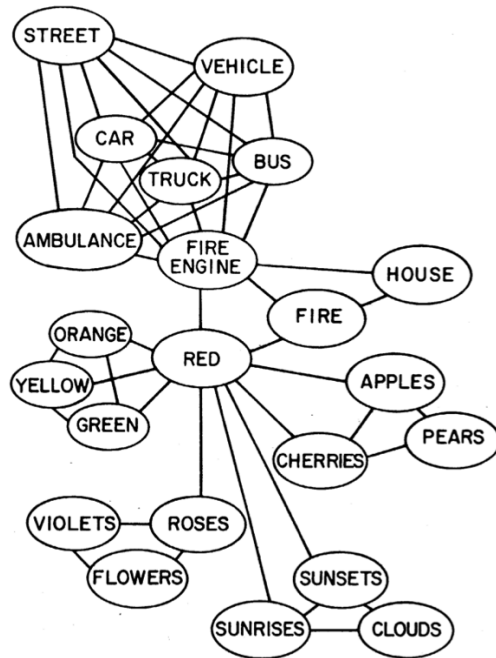 STREET
VEHICLE
CAR
BUS
TRUCK
AMBULANCE
FIRE
ENGINE
HOUSE
FIRE
ORANGE
RED
YELLOW
APPLES
GREEN
PEARS
CHERRIES
VIOLETS
ROSES
FLOWERS
SUNSETS
SUNRISES
CLOUDS